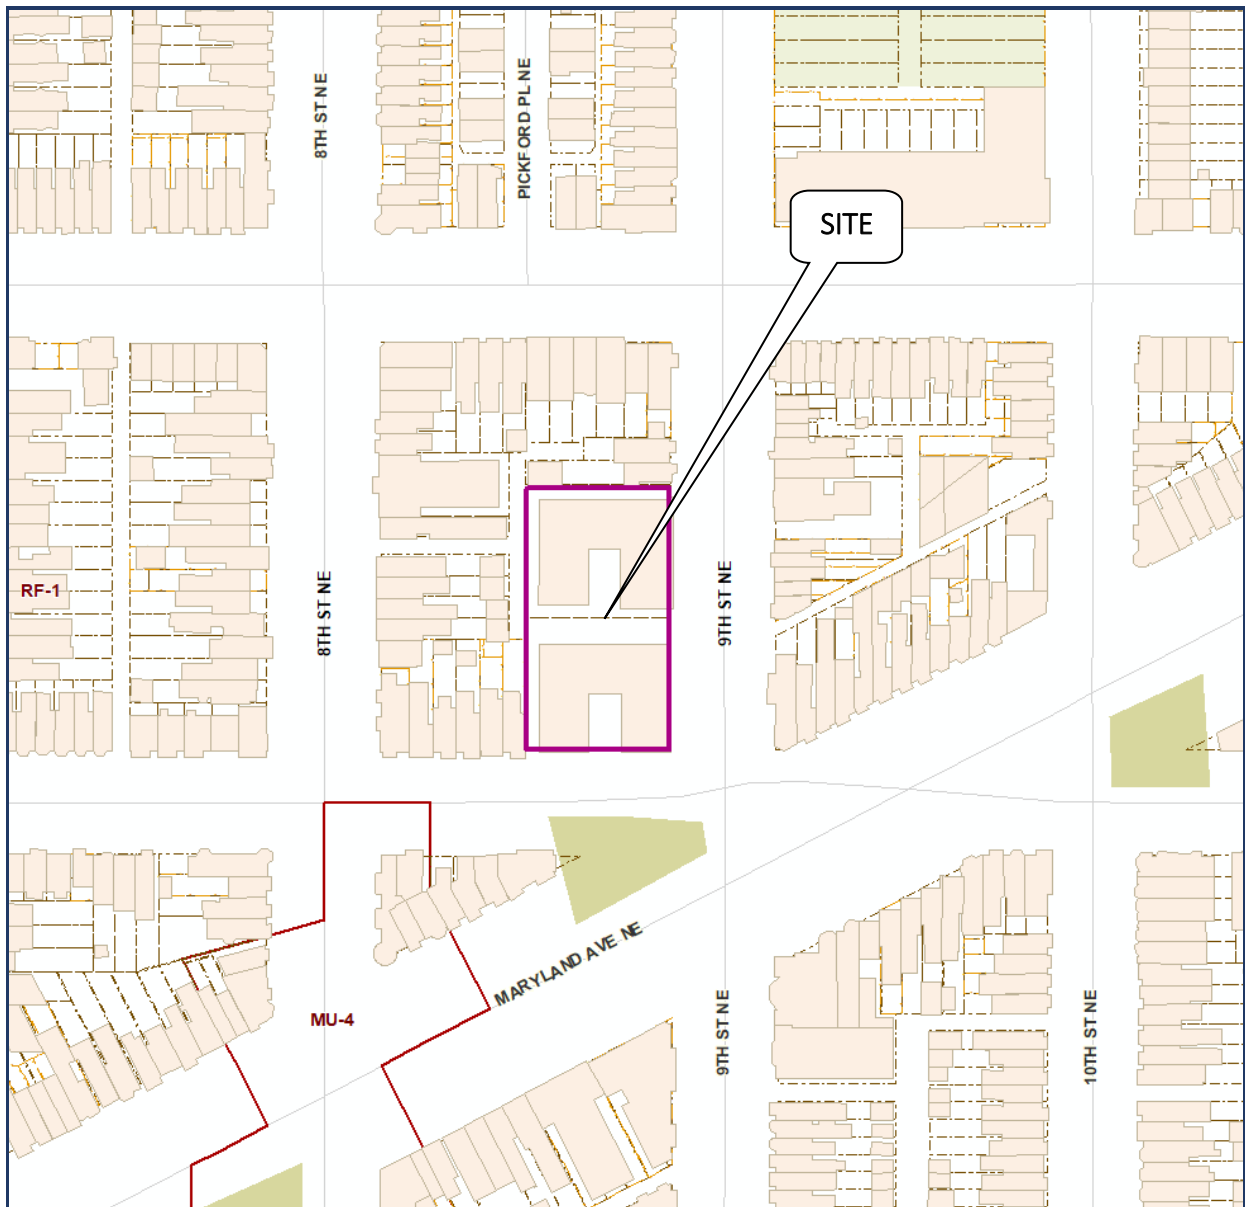 8TH ST NE
PICKFORD PL NE
SITE
RF-1
8TH ST NE
9TH ST NE
MARYLAND AVE NE
MU-4
9TH ST NE
10TH ST NE